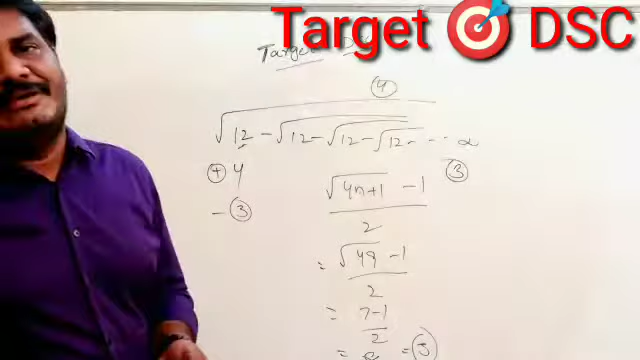 Target 🎯 DSC
Target
④
√12 - √12 - √12 - √12 - ... ∝
+ 4
- ③
√4n+1 - 1 ③
2
= √49 - 1
2
= 7-1
2
= ③